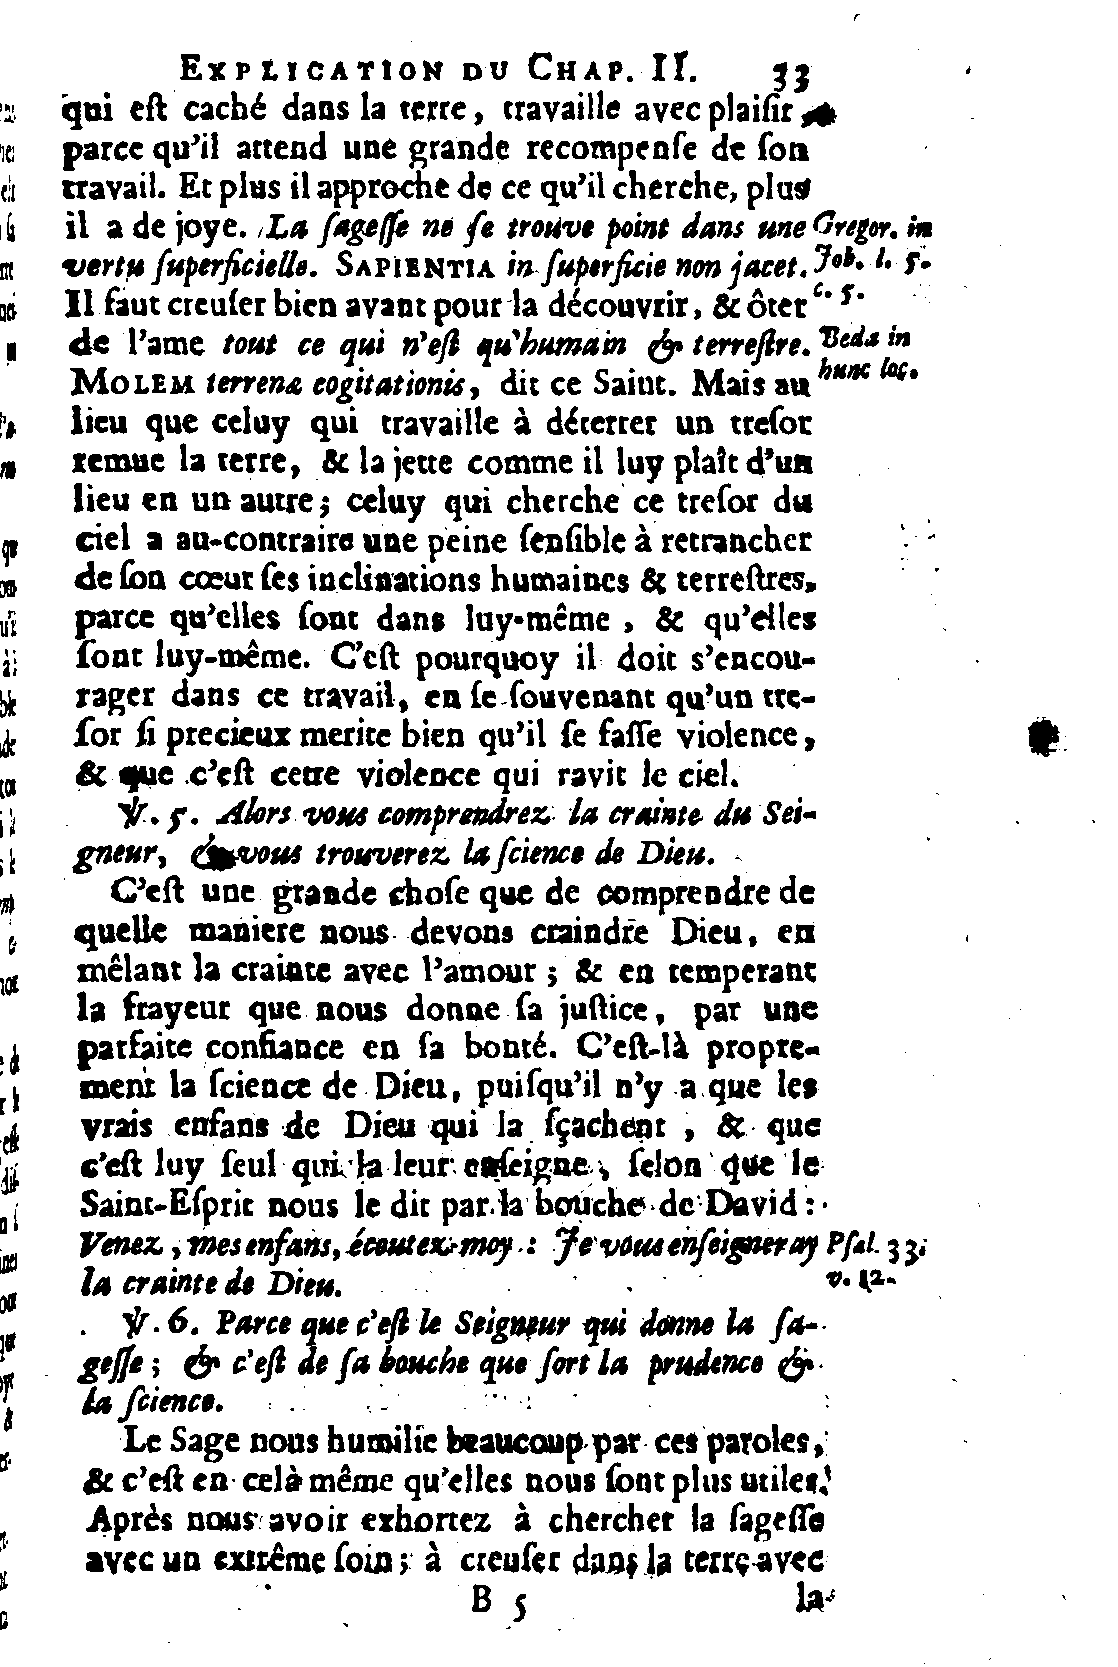 EXPLICATION DU CHAP. II. 33
qui eſt caché dans la terre, travaille avec plaiſir
parce qu'il attend une grande recompenſe de ſon
travail. Et plus il approche de ce qu'il cherche, plus
il a de joye. La ſageſſe ne ſe trouve point dans une Gregor. in
vertu ſuperficielle. SAPIENTIA in ſuperficie non jacet. Job. l. 5.
Il faut creuſer bien avant pour la découvrir, & ôter c. 5.
de l'ame tout ce qui n'eſt qu'humain & terreſtre. Beda in
MOLEM terrenæ cogitationis, dit ce Saint. Mais au hunc loc.
lieu que celuy qui travaille à déterrer un treſor
remue la terre, & la jette comme il luy plaît d'un
lieu en un autre; celuy qui cherche ce treſor du
ciel a au-contraire une peine ſenſible à retrancher
de ſon cœur ſes inclinations humaines & terreſtres,
parce qu'elles ſont dans luy-même, & qu'elles
ſont luy-même. C'eſt pourquoy il doit s'encou-
rager dans ce travail, en ſe ſouvenant qu'un tre-
ſor ſi precieux merite bien qu'il ſe faſſe violence,
& que c'eſt cette violence qui ravit le ciel.
℣. 5. Alors vous comprendrez la crainte du Sei-
gneur, & vous trouverez la ſcience de Dieu.
C'eſt une grande choſe que de comprendre de
quelle maniere nous devons craindre Dieu, en
mêlant la crainte avec l'amour; & en temperant
la frayeur que nous donne ſa juſtice, par une
parfaite confiance en ſa bonté. C'eſt-là propre-
ment la ſcience de Dieu, puiſqu'il n'y a que les
vrais enfans de Dieu qui la ſçachent, & que
c'eſt luy ſeul qui la leur enſeigne, ſelon que le
Saint-Eſprit nous le dit par la bouche de David:
Venez, mes enfans, écoutez-moy: Je vous enſeigneray Pſal. 33.
la crainte de Dieu. v. 12.
℣. 6. Parce que c'eſt le Seigneur qui donne la ſa-
geſſe; & c'eſt de ſa bouche que ſort la prudence &
la ſcience.
Le Sage nous humilie beaucoup par ces paroles,
& c'eſt en celà même qu'elles nous ſont plus utiles.
Après nous avoir exhortez à chercher la ſageſſe
avec un extrême ſoin; à creuſer dans la terre avec
B 5 la